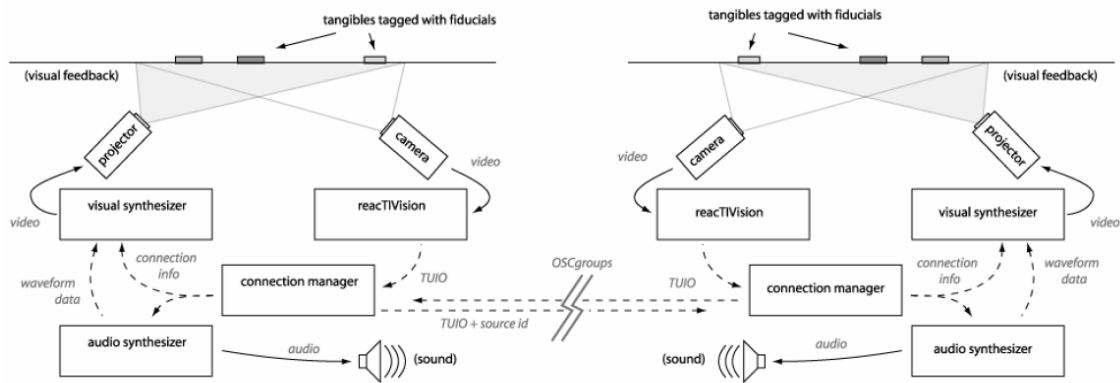 tangibles tagged with fiducials
(visual feedback)
projector
camera
video
video
visual synthesizer
reacTIVision
connection
info
TUIO
waveform
data
connection manager
audio synthesizer
audio
(sound)
OSCgroups
TUIO + source id
tangibles tagged with fiducials
(visual feedback)
camera
projector
video
reacTIVision
visual synthesizer
video
TUIO
connection
info
waveform
data
connection manager
(sound)
audio
audio synthesizer